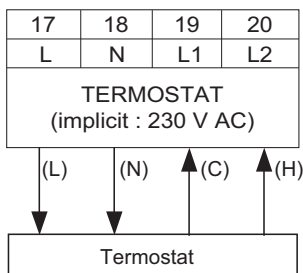 17 18 19 20
L N L1 L2
TERMOSTAT
(implicit : 230 V AC)
(L) (N) (C) (H)
Termostat